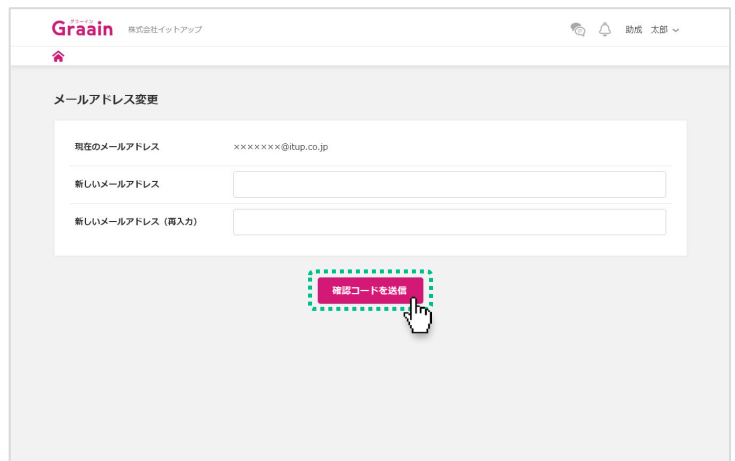 グラーイン
Graain 株式会社イットアップ 助成 太郎
メールアドレス変更
現在のメールアドレス ×××××××@itup.co.jp
新しいメールアドレス
新しいメールアドレス（再入力）
確認コードを送信